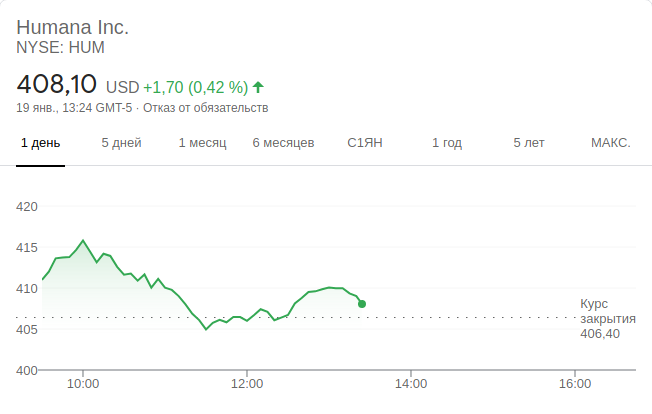 Humana Inc.
NYSE: HUM
408,10 USD +1,70 (0,42 %)
19 янв., 13:24 GMT-5 · Отказ от обязательств
1 день 5 дней 1 месяц 6 месяцев С1ЯН 1 год 5 лет МАКС.
420
415
410
405
400
Курс
закрытия
406,40
10:00 12:00 14:00 16:00